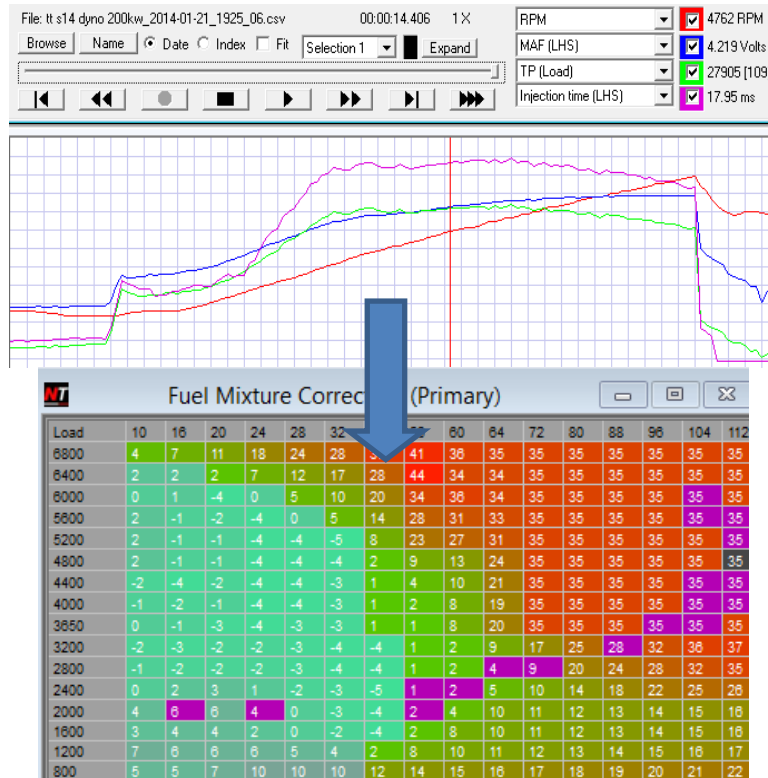 File: tt s14 dyno 200kw_2014-01-21_1925_06.csv 00:00:14.406 1 X RPM 4762 RPM
Browse Name Date Index Fit Selection 1 Expand MAF (LHS) 4.219 Volts
TP (Load) 27905 [109
Injection time (LHS) 17.95 ms
NT Fuel Mixture (Primary)
Load 10 16 20 24 28 32 60 64 72 80 88 96 104 112
6800 4 7 11 18 24 28 41 36 35 35 35 35 35 35 35
6400 2 2 2 7 12 17 28 44 34 34 35 35 35 35 35 35
6000 0 1 -4 0 5 10 20 34 36 34 35 35 35 35 35 35
5600 2 -1 -2 -4 0 5 14 28 31 33 35 35 35 35 35 35
5200 2 -1 -1 -4 -4 -5 8 23 27 31 35 35 35 35 35 35
4800 2 -1 -1 -4 -4 -4 2 9 13 24 35 35 35 35 35 35
4400 -2 -4 -2 -4 -4 -3 1 4 10 21 35 35 35 35 35 35
4000 -1 -2 -1 -4 -4 -3 1 2 8 19 35 35 35 35 35 35
3650 0 -1 -3 -4 -3 -3 1 1 8 20 35 35 35 35 35 35
3200 -2 -3 -2 -2 -3 -4 -4 1 2 9 17 25 28 32 36 37
2800 -1 -2 -2 -2 -3 -4 -4 1 2 4 9 20 24 28 32 35
2400 0 2 3 1 -2 -3 -5 1 2 5 10 14 18 22 25 26
2000 4 6 6 4 0 -3 -4 2 4 10 11 12 13 14 15 16
1600 3 4 4 2 0 -2 -4 2 8 10 11 12 13 14 15 16
1200 7 6 6 6 5 4 2 8 10 11 12 13 14 15 16 17
800 5 5 7 10 10 10 12 14 15 16 17 18 19 20 21 22